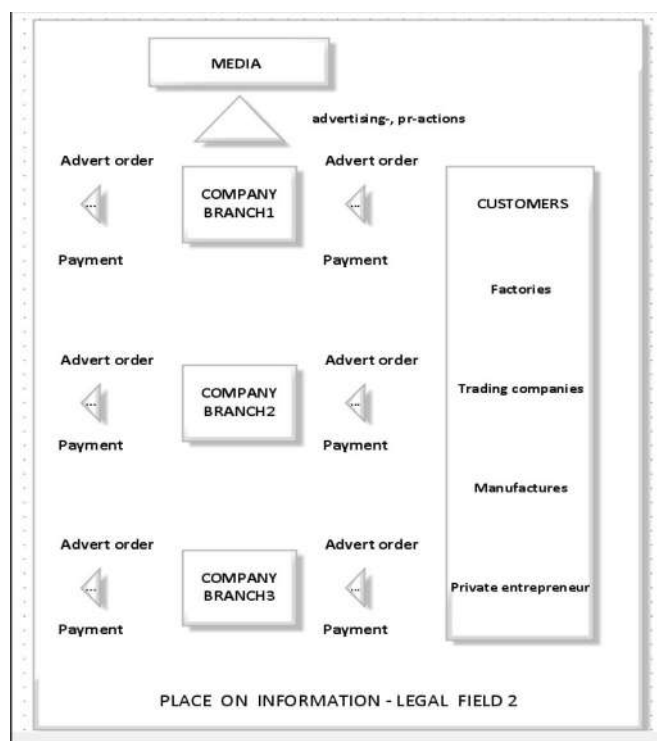 MEDIA
advertising-, pr-actions
Advert order
Advert order
COMPANY
BRANCH1
CUSTOMERS
...
...
Payment
Payment
Factories
Advert order
Advert order
COMPANY
BRANCH2
Trading companies
...
...
Payment
Payment
Manufactures
Advert order
Advert order
COMPANY
BRANCH3
Private entrepreneur
...
...
Payment
Payment
PLACE ON INFORMATION - LEGAL FIELD 2